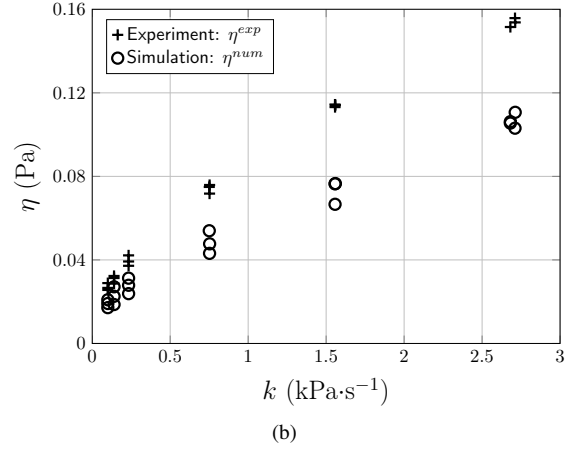 0.16
0.12
0.08
0.04
0
η (Pa)
Experiment: η^exp
Simulation: η^num
0 0.5 1 1.5 2 2.5 3
k (kPa·s⁻¹)
(b)